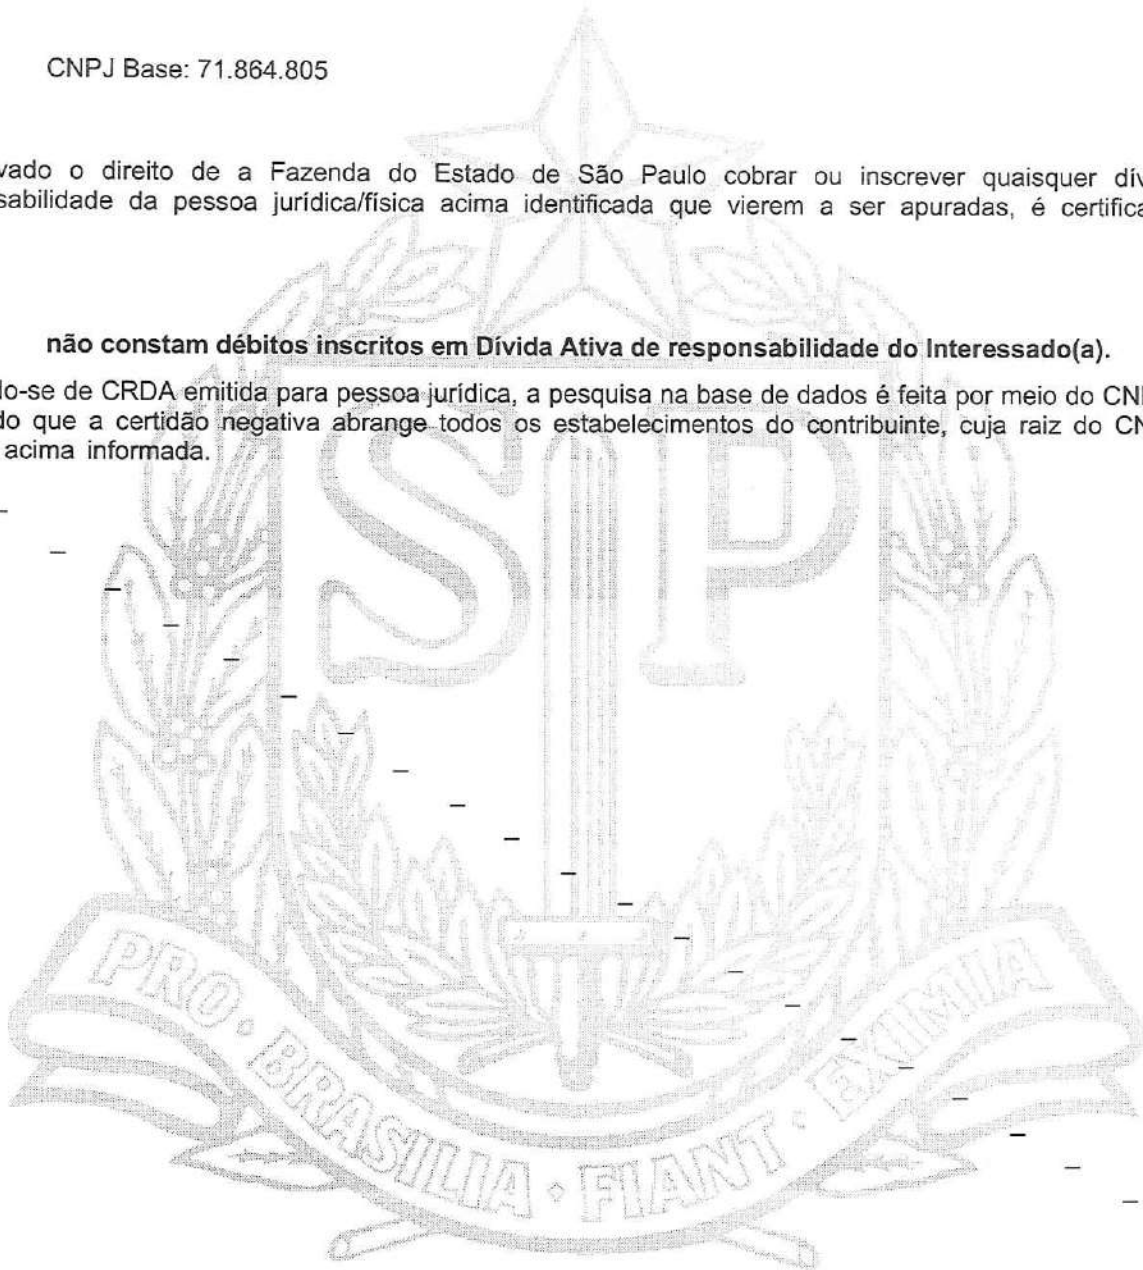 CNPJ Base: 71.864.805
vado o direito de a Fazenda do Estado de São Paulo cobrar ou inscrever quaisquer dív
sabilidade da pessoa jurídica/física acima identificada que vierem a ser apuradas, é certifica
não constam débitos inscritos em Dívida Ativa de responsabilidade do Interessado(a).
do-se de CRDA emitida para pessoa jurídica, a pesquisa na base de dados é feita por meio do CN
do que a certidão negativa abrange todos os estabelecimentos do contribuinte, cuja raiz do CN
acima informada.
SP
PRO • BRASILIA • FIANT • EXIMIA